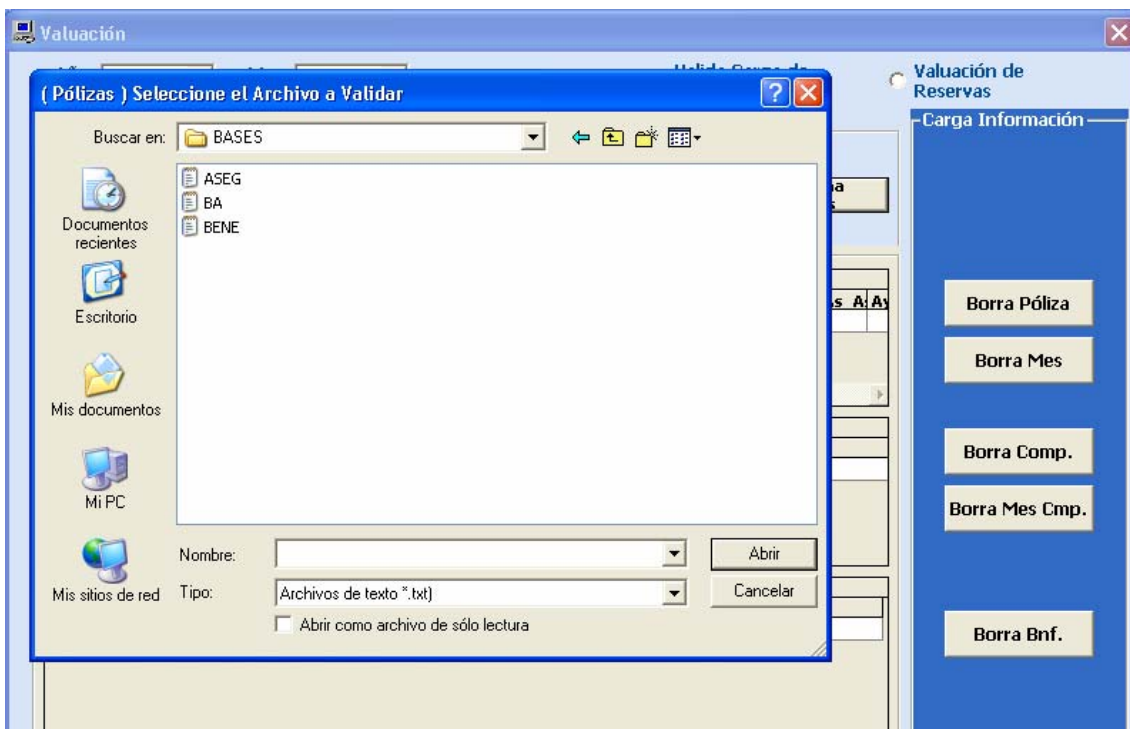 Valuación
Valuación de
Reservas
( Pólizas ) Seleccione el Archivo a Validar
Buscar en:
BASES
ASEG
BA
BENE
Documentos
recientes
Escritorio
Mis documentos
Mi PC
Mis sitios de red
Nombre:
Abrir
Tipo:
Archivos de texto *.txt)
Cancelar
Abrir como archivo de sólo lectura
Carga Información
Borra Póliza
Borra Mes
Borra Comp.
Borra Mes Cmp.
Borra Bnf.